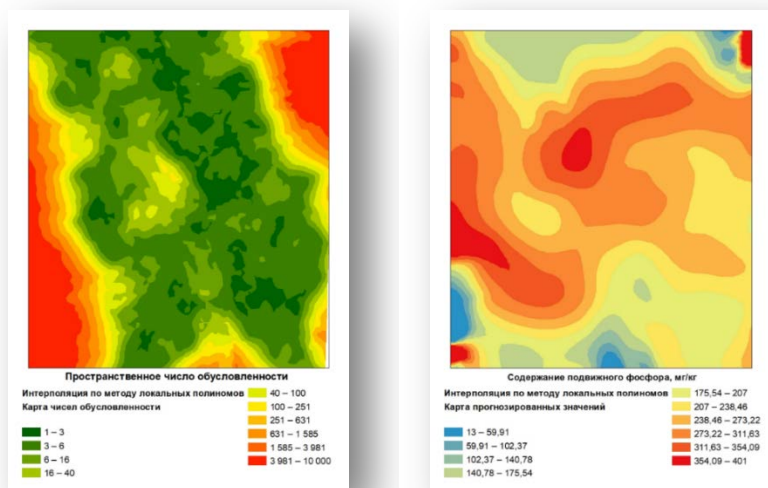 Пространственное число обусловленности
Интерполяция по методу локальных полиномов
Карта чисел обусловленности
1 – 3
3 – 6
6 – 16
16 – 40
40 – 100
100 – 251
251 – 631
631 – 1 585
1 585 – 3 981
3 981 – 10 000
Содержание подвижного фосфора, мг/кг
Интерполяция по методу локальных полиномов
Карта прогнозированных значений
13 – 59,91
59,91 – 102,37
102,37 – 140,78
140,78 – 175,54
175,54 – 207
207 – 238,46
238,46 – 273,22
273,22 – 311,63
311,63 – 354,09
354,09 – 401